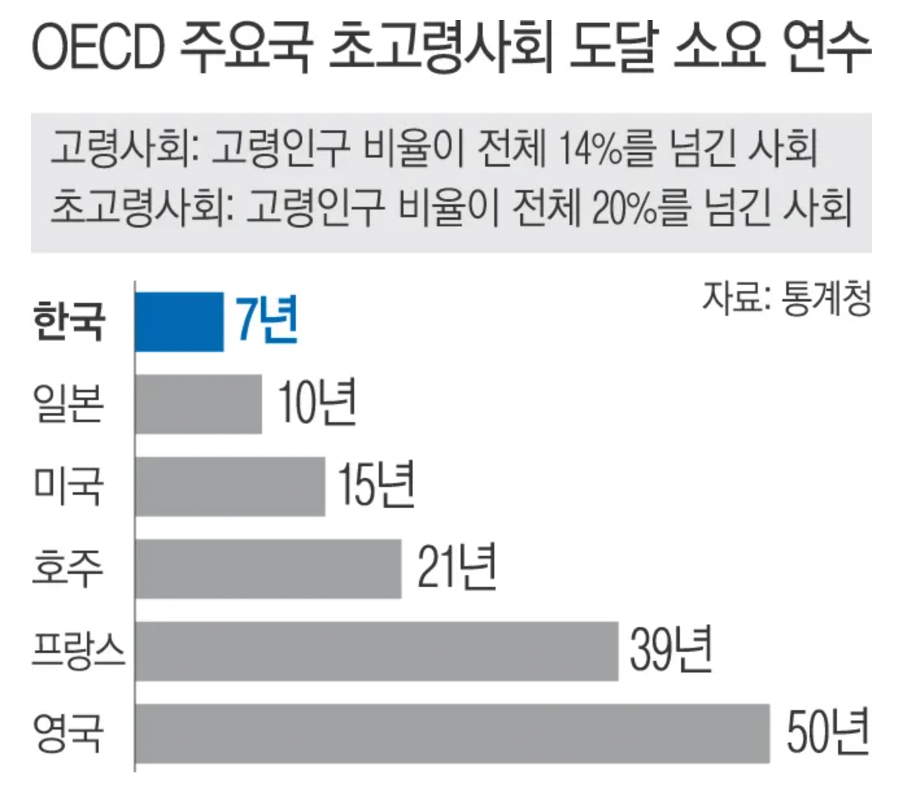 OECD 주요국 초고령사회 도달 소요 연수
고령사회: 고령인구 비율이 전체 14%를 넘긴 사회
초고령사회: 고령인구 비율이 전체 20%를 넘긴 사회
자료: 통계청
한국 7년
일본 10년
미국 15년
호주 21년
프랑스 39년
영국 50년